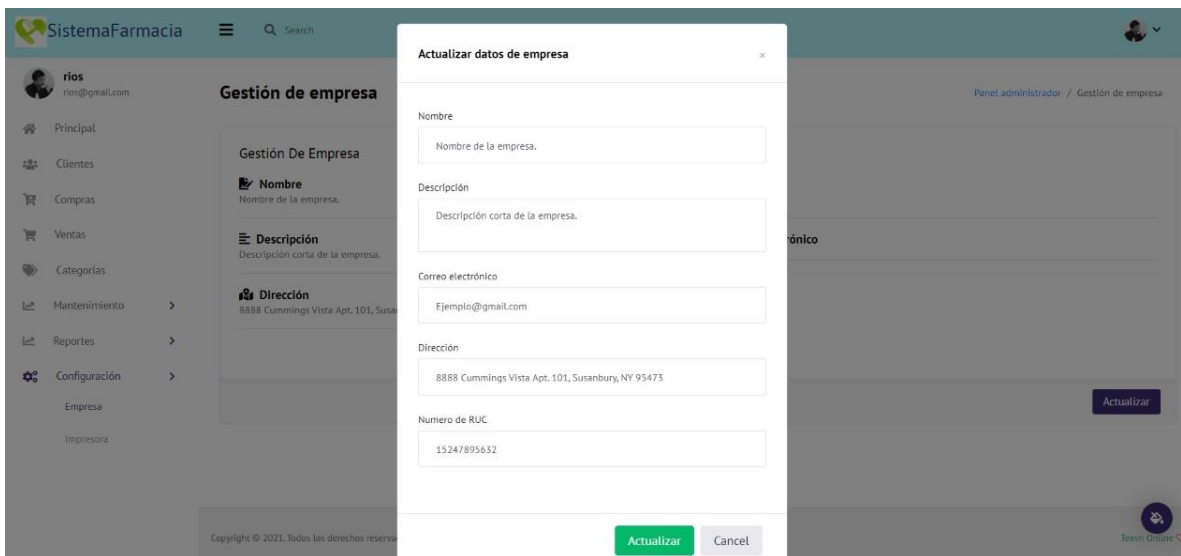 SistemaFarmacia
Search
rios
rios@gmail.com
Principal
Clientes
Compras
Ventas
Categorías
Mantenimiento
Reportes
Configuración
Empresa
Impresora
Gestión de empresa
Panel administrador / Gestión de empresa
Gestión De Empresa
Nombre
Nombre de la empresa.
Descripción
Descripción corta de la empresa.
Dirección
8888 Cummings Vista Apt. 101,
rónico
Actualizar
Actualizar datos de empresa
×
Nombre
Nombre de la empresa.
Descripción
Descripción corta de la empresa.
Correo electrónico
Ejemplo@gmail.com
Dirección
8888 Cummings Vista Apt. 101, Susanbury, NY 95473
Numero de RUC
15247895632
Actualizar
Cancel
Copyright © 2021. Todos los derechos
Online